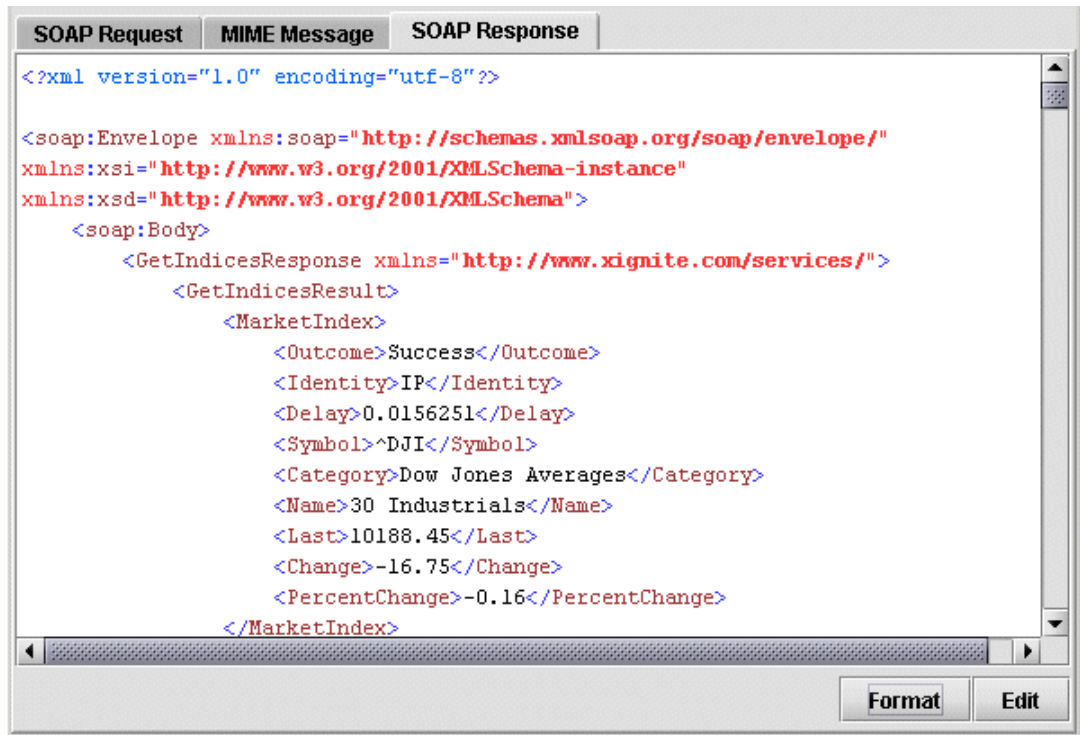 SOAP Request MIME Message SOAP Response
<?xml version="1.0" encoding="utf-8"?>
<soap:Envelope xmlns:soap="http://schemas.xmlsoap.org/soap/envelope/"
xmlns:xsi="http://www.w3.org/2001/XMLSchema-instance"
xmlns:xsd="http://www.w3.org/2001/XMLSchema">
<soap:Body>
<GetIndicesResponse xmlns="http://www.xignite.com/services/">
<GetIndicesResult>
<MarketIndex>
<Outcome>Success</Outcome>
<Identity>IP</Identity>
<Delay>0.0156251</Delay>
<Symbol>^DJI</Symbol>
<Category>Dow Jones Averages</Category>
<Name>30 Industrials</Name>
<Last>10188.45</Last>
<Change>-16.75</Change>
<PercentChange>-0.16</PercentChange>
</MarketIndex>
Format Edit